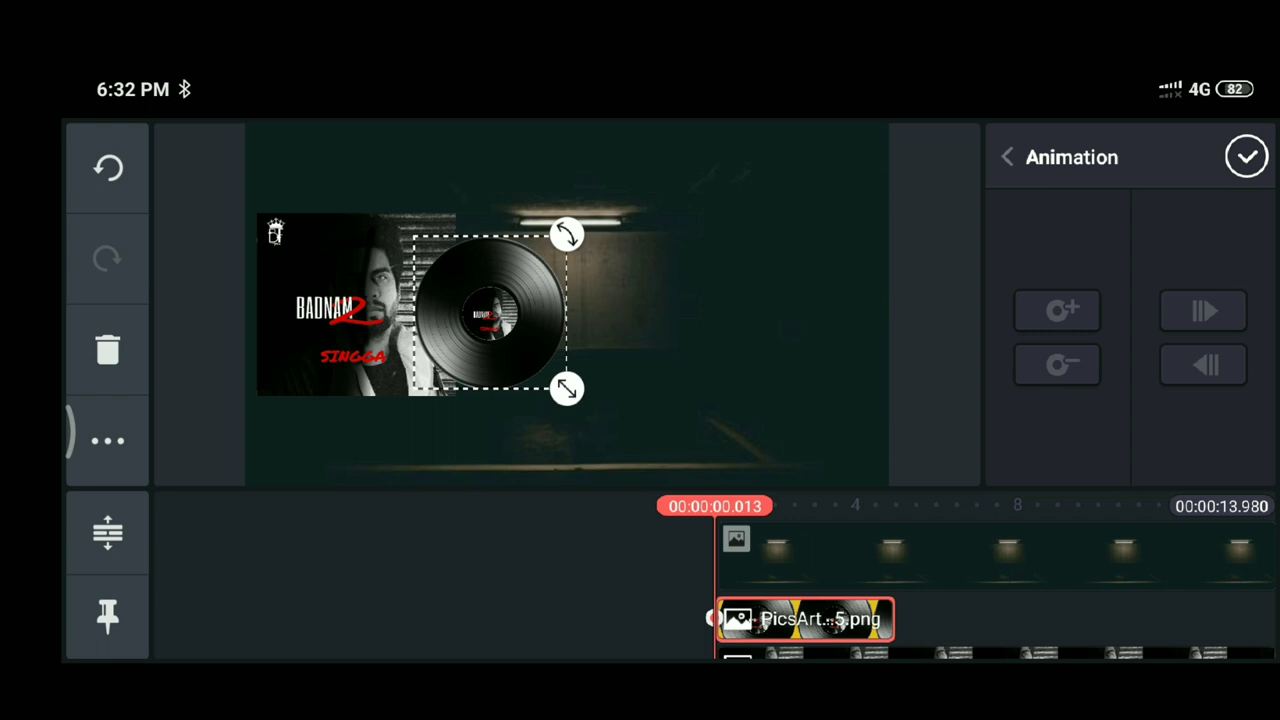 6:32 PM
4G 82
Animation
BADNAM
2
SINGGA
BADNAM
00:00:00.013
4
8
00:00:13.980
PicsArt...5.png